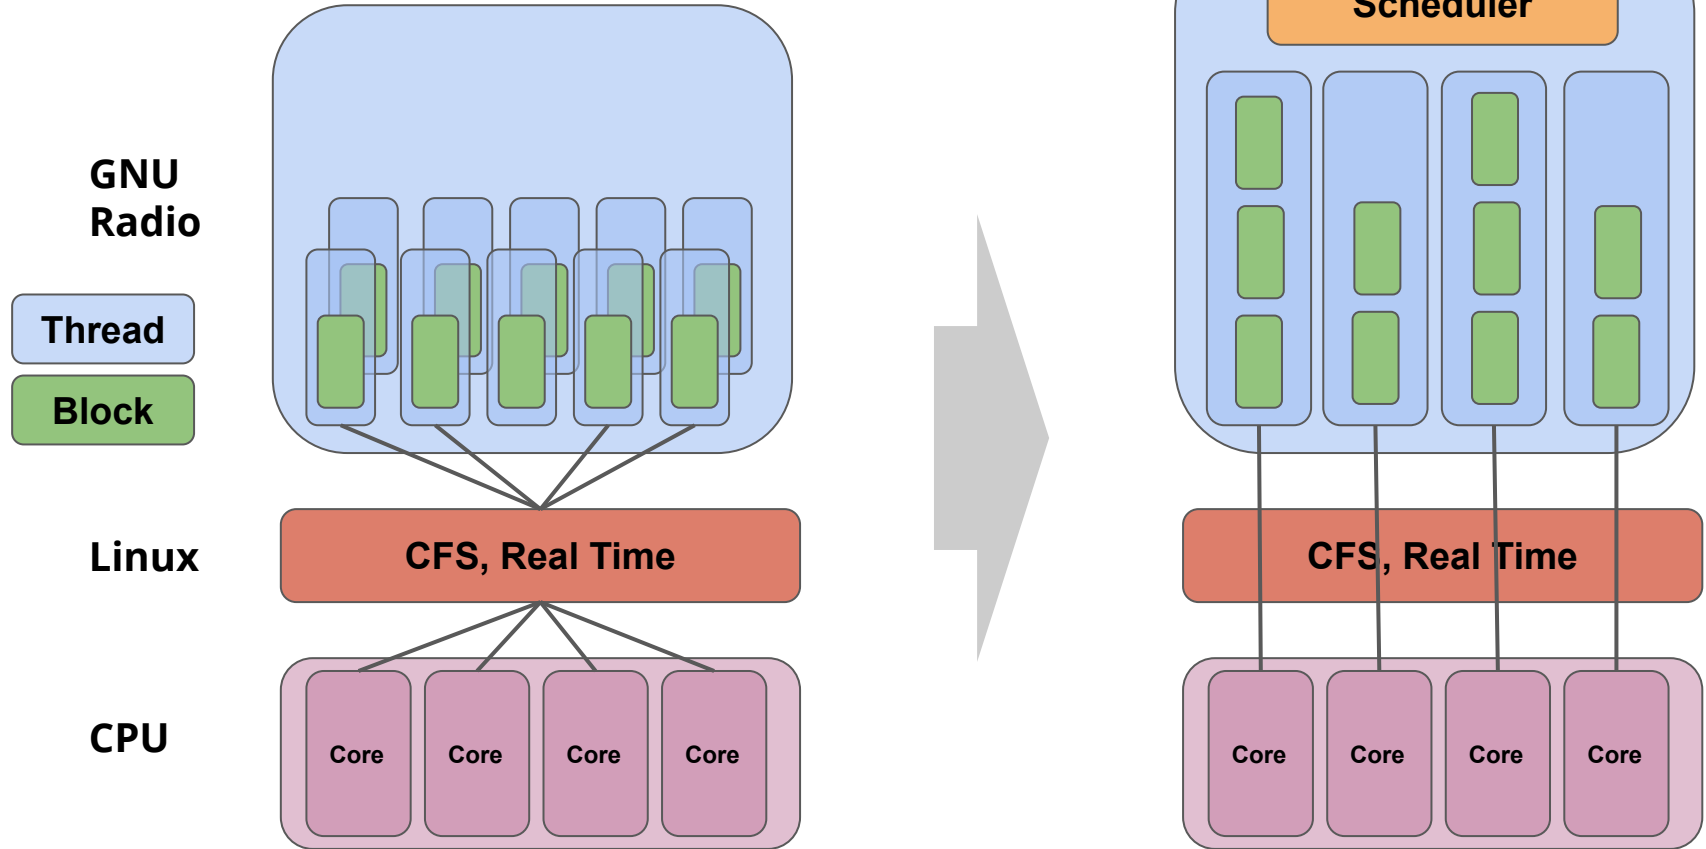 Scheduler
GNU
Radio
Thread
Block
Linux
CFS, Real Time
CFS, Real Time
CPU
Core
Core
Core
Core
Core
Core
Core
Core